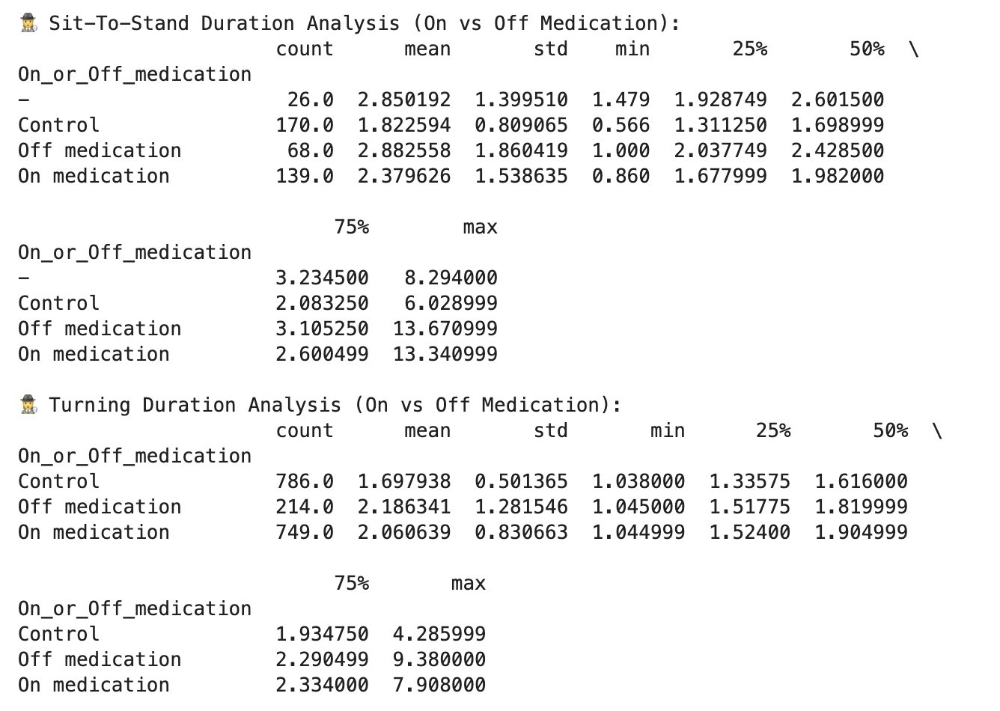 🕵️ Sit-To-Stand Duration Analysis (On vs Off Medication):
count mean std min 25% 50% \
On_or_Off_medication
– 26.0 2.850192 1.399510 1.479 1.928749 2.601500
Control 170.0 1.822594 0.809065 0.566 1.311250 1.698999
Off medication 68.0 2.882558 1.860419 1.000 2.037749 2.428500
On medication 139.0 2.379626 1.538635 0.860 1.677999 1.982000
75% max
On_or_Off_medication
– 3.234500 8.294000
Control 2.083250 6.028999
Off medication 3.105250 13.670999
On medication 2.600499 13.340999
🕵️ Turning Duration Analysis (On vs Off Medication):
count mean std min 25% 50% \
On_or_Off_medication
Control 786.0 1.697938 0.501365 1.038000 1.33575 1.616000
Off medication 214.0 2.186341 1.281546 1.045000 1.51775 1.819999
On medication 749.0 2.060639 0.830663 1.044999 1.52400 1.904999
75% max
On_or_Off_medication
Control 1.934750 4.285999
Off medication 2.290499 9.380000
On medication 2.334000 7.908000